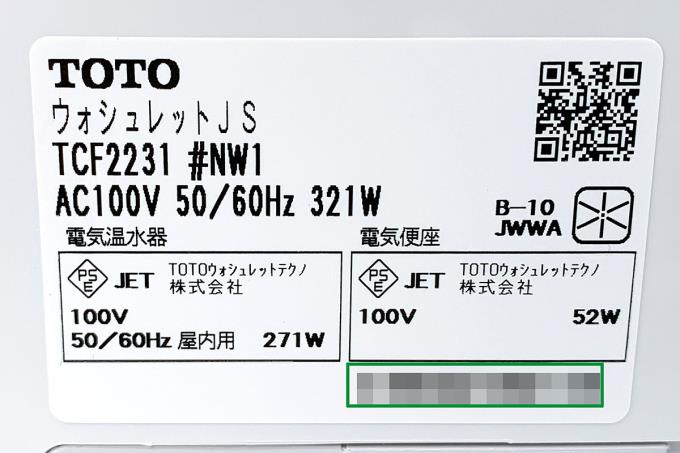 TOTO
ウォシュレットJS
TCF2231 #NW1
AC100V 50/60Hz 321W
B-10
JWWA
電気温水器
PSE JET TOTOウォシュレットテクノ
株式会社
100V
50/60Hz 屋内用 271W
電気便座
PSE JET TOTOウォシュレットテクノ
株式会社
100V 52W